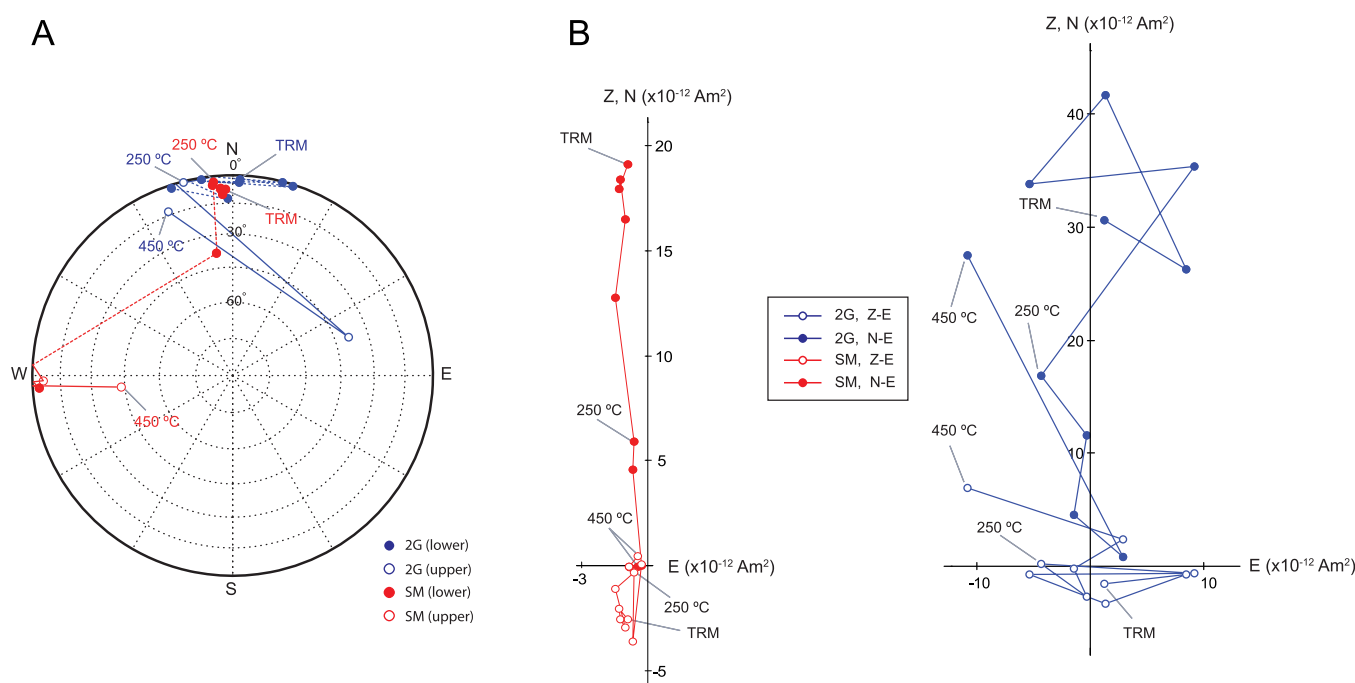 A
250 ºC
N
250 ºC
0°
TRM
TRM
450 ºC
30°
60°
W
E
450 ºC
S
2G (lower)
2G (upper)
SM (lower)
SM (upper)
B
Z, N (x10⁻¹² Am²)
TRM
20
15
10
250 ºC
5
450 ºC
-3
E (x10⁻¹² Am²)
250 ºC
TRM
-5
2G, Z-E
2G, N-E
SM, Z-E
SM, N-E
Z, N (x10⁻¹² Am²)
40
TRM
30
450 ºC
250 ºC
20
450 ºC
10
250 ºC
-10
10
E (x10⁻¹² Am²)
TRM